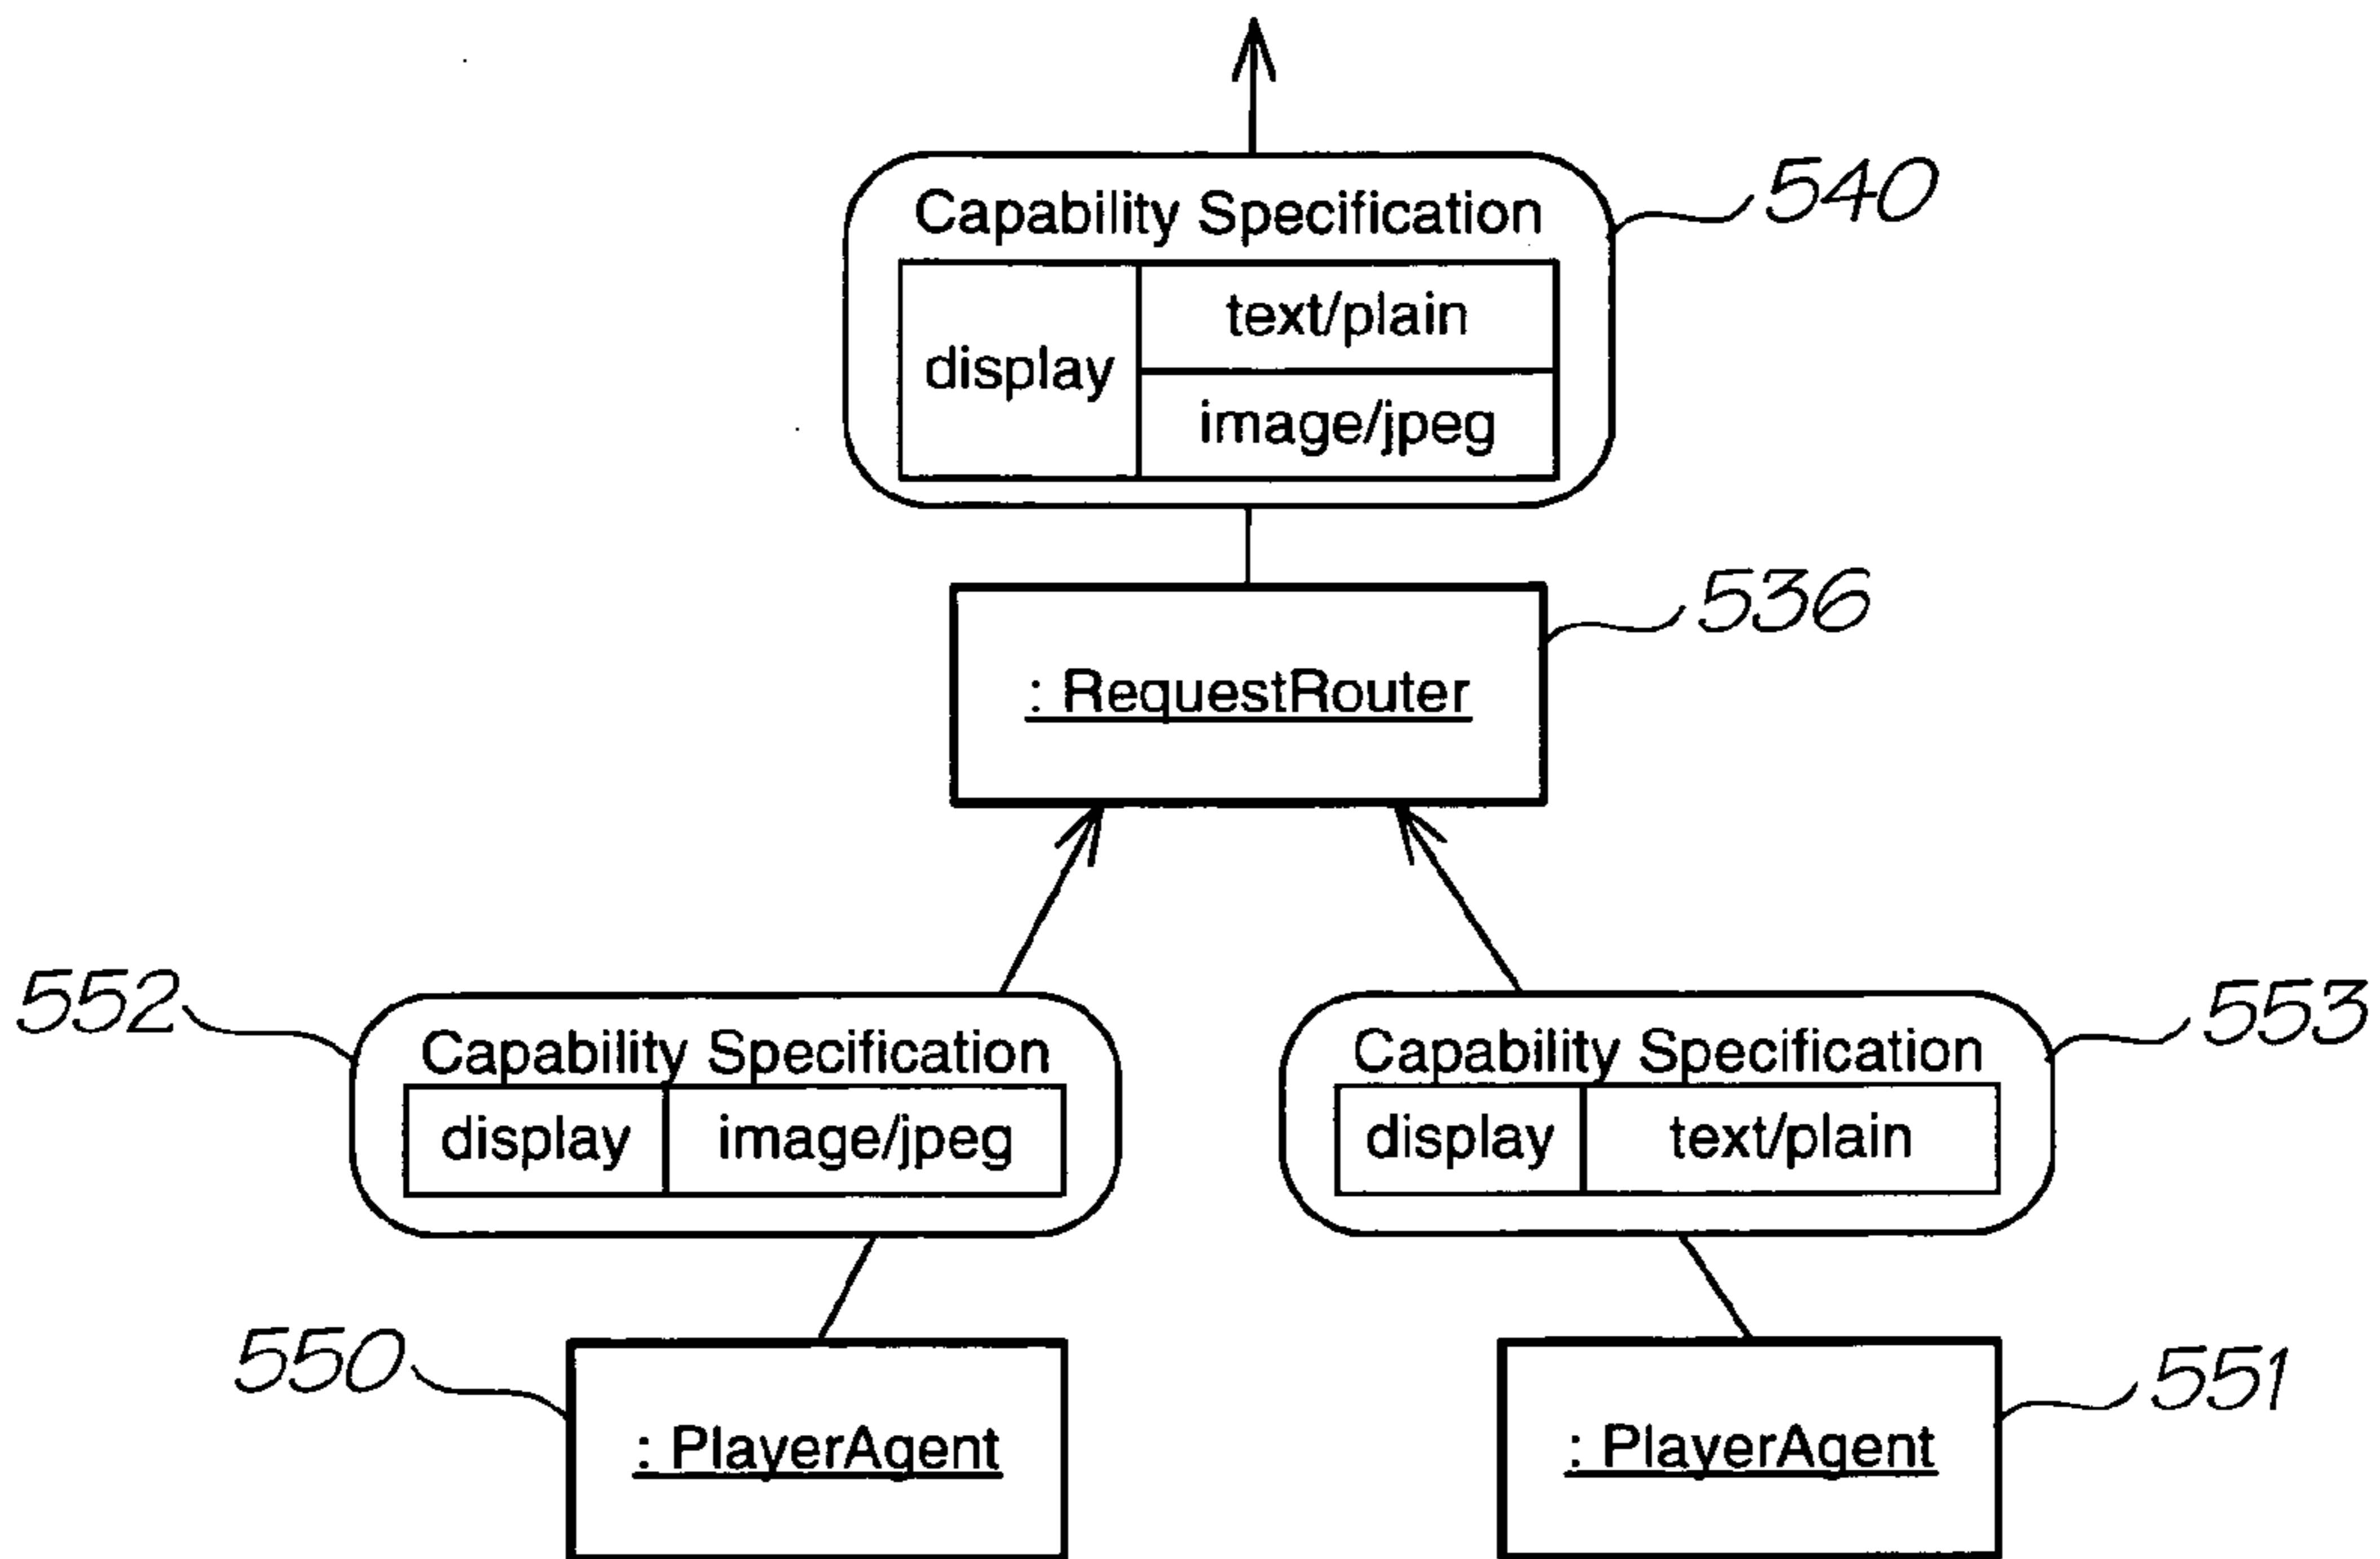 Capability Specification
540
text/plain
display
image/jpeg
536
: RequestRouter
552
553
Capability Specification
display image/jpeg
Capability Specification
display text/plain
550
: PlayerAgent
551
: PlayerAgent